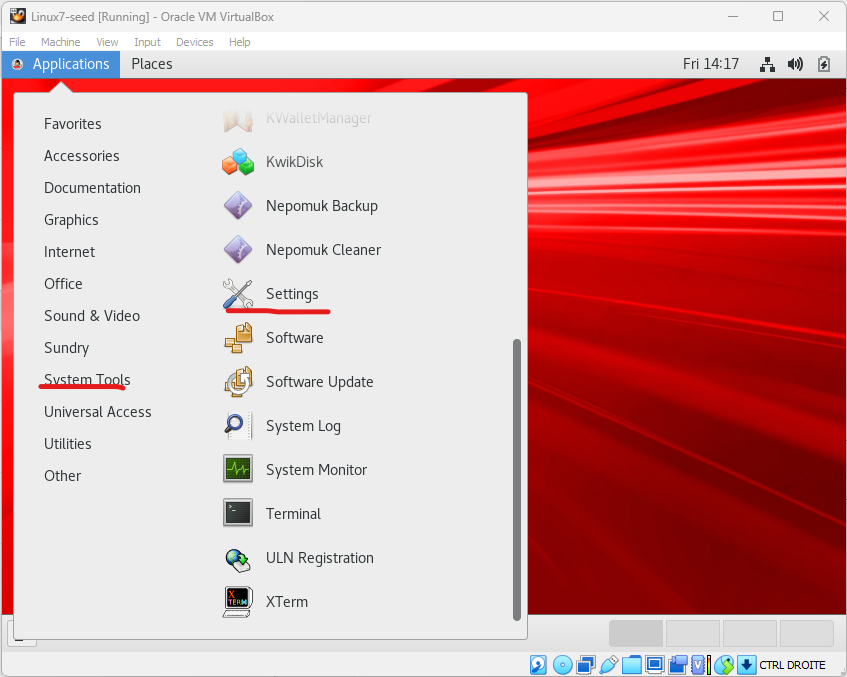 Linux7-seed [Running] - Oracle VM VirtualBox
File Machine View Input Devices Help
Applications Places Fri 14:17
Favorites
Accessories
Documentation
Graphics
Internet
Office
Sound & Video
Sundry
System Tools
Universal Access
Utilities
Other
KWalletManager
KwikDisk
Nepomuk Backup
Nepomuk Cleaner
Settings
Software
Software Update
System Log
System Monitor
Terminal
ULN Registration
XTerm
X
TERM
CTRL DROITE